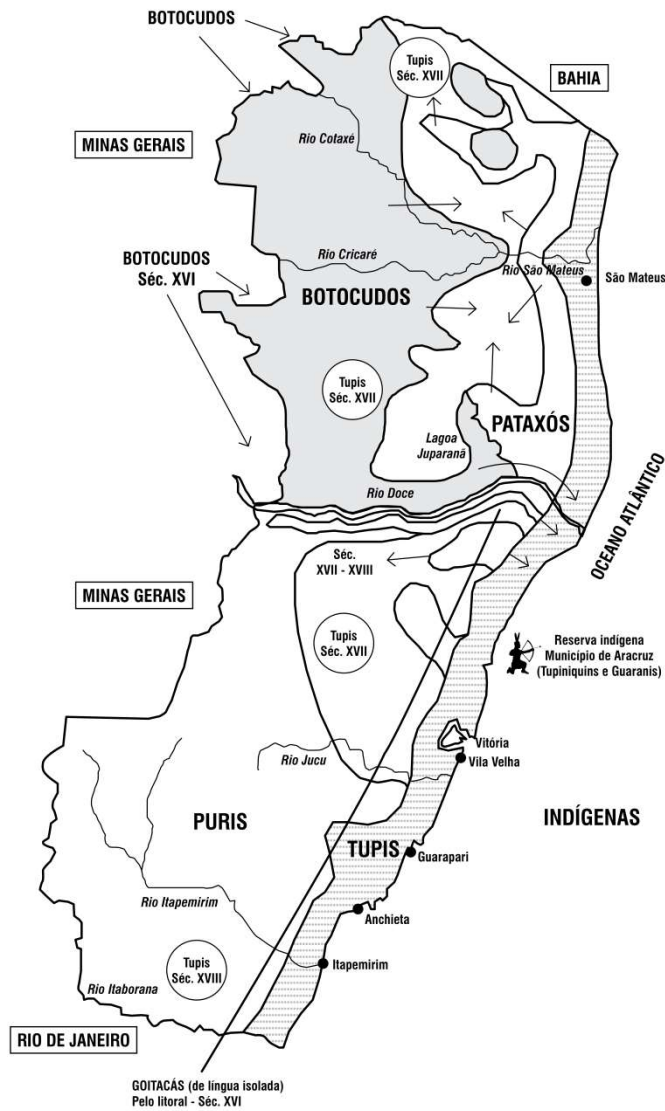 BOTOCUDOS
Tupis
Séc. XVII
BAHIA
Rio Cotaxé
MINAS GERAIS
BOTOCUDOS
Séc. XVI
Rio Cricaré
Rio São Mateus
São Mateus
BOTOCUDOS
Tupis
Séc. XVII
PATAXÓS
Lagoa
Juparanã
Rio Doce
OCEANO ATLÂNTICO
Séc.
XVII - XVIII
MINAS GERAIS
Tupis
Séc. XVII
Reserva indígena
Município de Aracruz
(Tupiniquins e Guaranis)
Vitória
Vila Velha
Rio Jucu
PURIS
INDÍGENAS
TUPIS
Guarapari
Rio Itapemirim
Anchieta
Tupis
Séc. XVIII
Itapemirim
Rio Itaborana
RIO DE JANEIRO
GOITACÁS (de língua isolada)
Pelo litoral - Séc. XVI